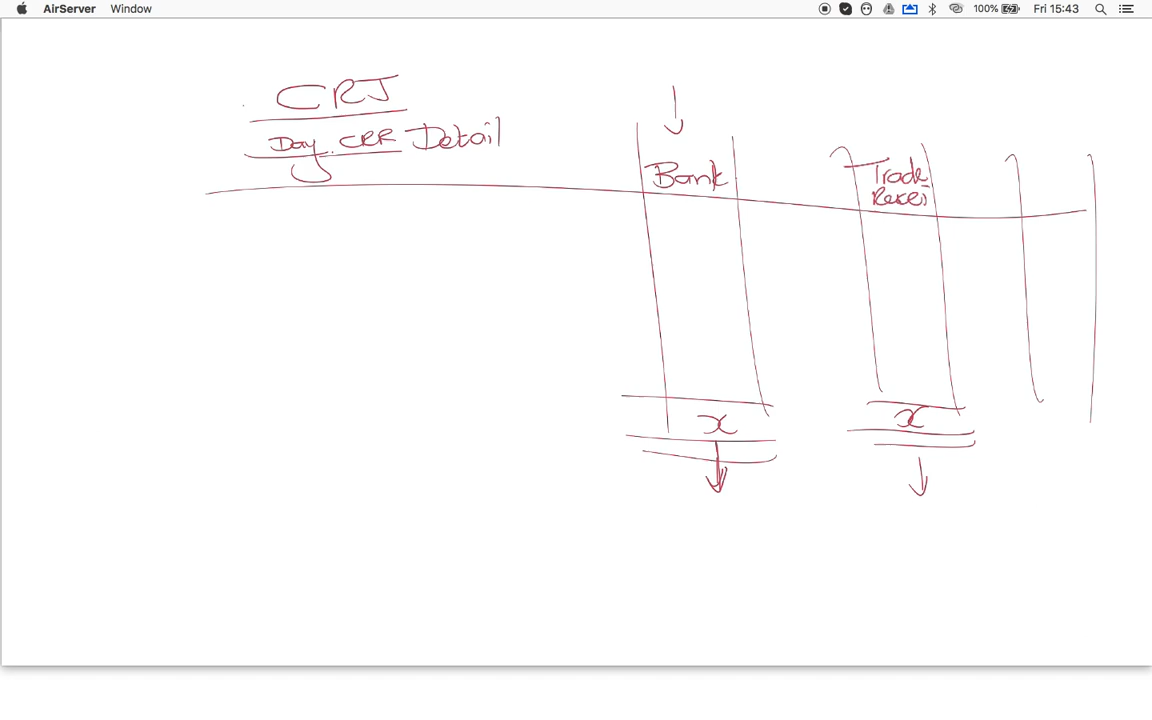 AirServer Window 100% Fri 15:43
CRJ
Day. CRR Detail
Bank
Trade
Recei
x x